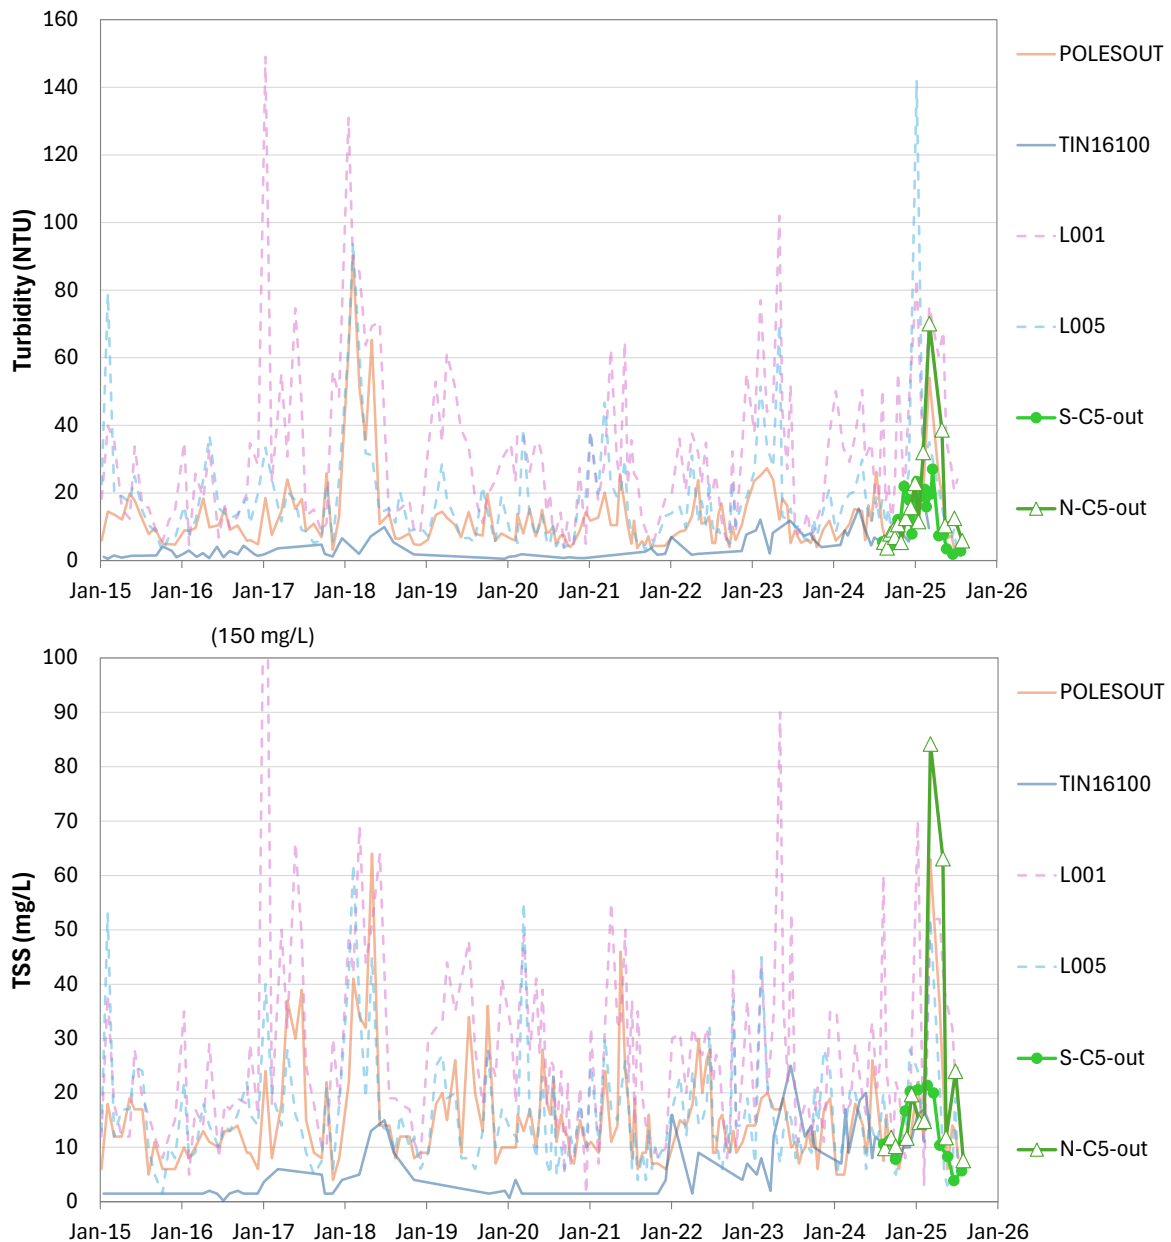 160
140
120
100
80
60
40
20
0
Turbidity (NTU)
Jan-15 Jan-16 Jan-17 Jan-18 Jan-19 Jan-20 Jan-21 Jan-22 Jan-23 Jan-24 Jan-25 Jan-26
POLESOUT
TIN16100
L001
L005
S-C5-out
N-C5-out
(150 mg/L)
100
90
80
70
60
50
40
30
20
10
0
TSS (mg/L)
Jan-15 Jan-16 Jan-17 Jan-18 Jan-19 Jan-20 Jan-21 Jan-22 Jan-23 Jan-24 Jan-25 Jan-26
POLESOUT
TIN16100
L001
L005
S-C5-out
N-C5-out